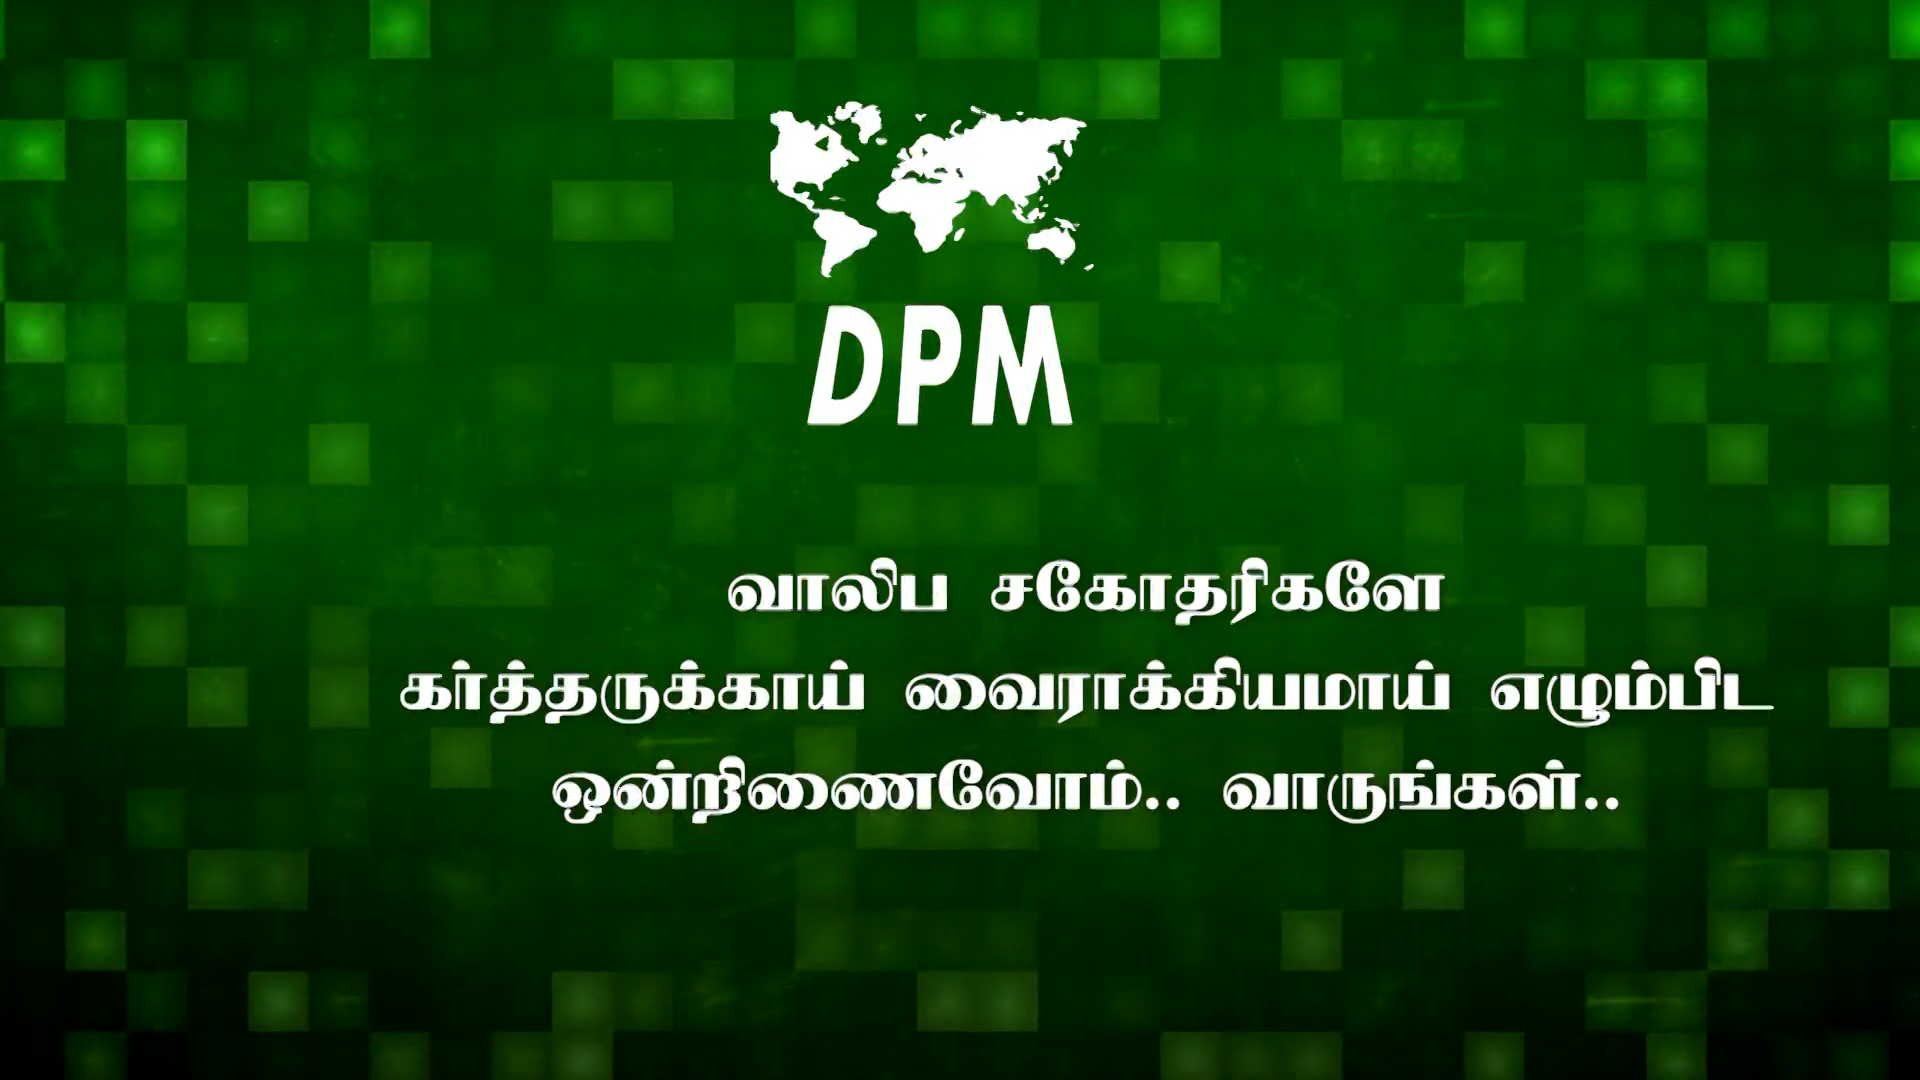 DPM
வாலிப சகோதரிகளே
கர்த்தருக்காய் வைராக்கியமாய் எழும்பிட
ஒன்றிணைவோம்.. வாருங்கள்..